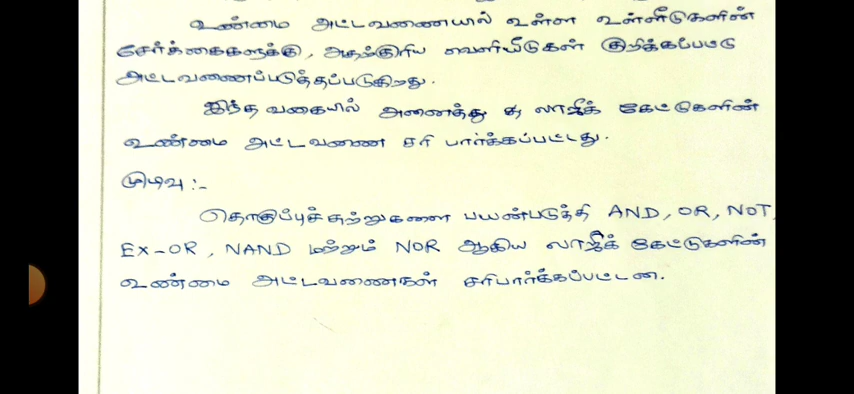 உண்மை அட்டவணையில் உள்ள உள்ளீடுகளின்
சேர்க்கைகளுக்கு, அதற்குரிய வெளியீடுகள் குறிக்கப்பட்டு
அட்டவணைப்படுத்தப்படுகிறது.
இந்த வகையில் அனைத்து லாஜிக் கேட்டுகளின்
உண்மை அட்டவணை சரி பார்க்கப்பட்டது.
முடிவு :-
தொகுப்புச்சுற்றுகளை பயன்படுத்தி AND, OR, NOT,
EX-OR, NAND மற்றும் NOR ஆகிய லாஜிக் கேட்டுகளின்
உண்மை அட்டவணைகள் சரிபார்க்கப்பட்டன.